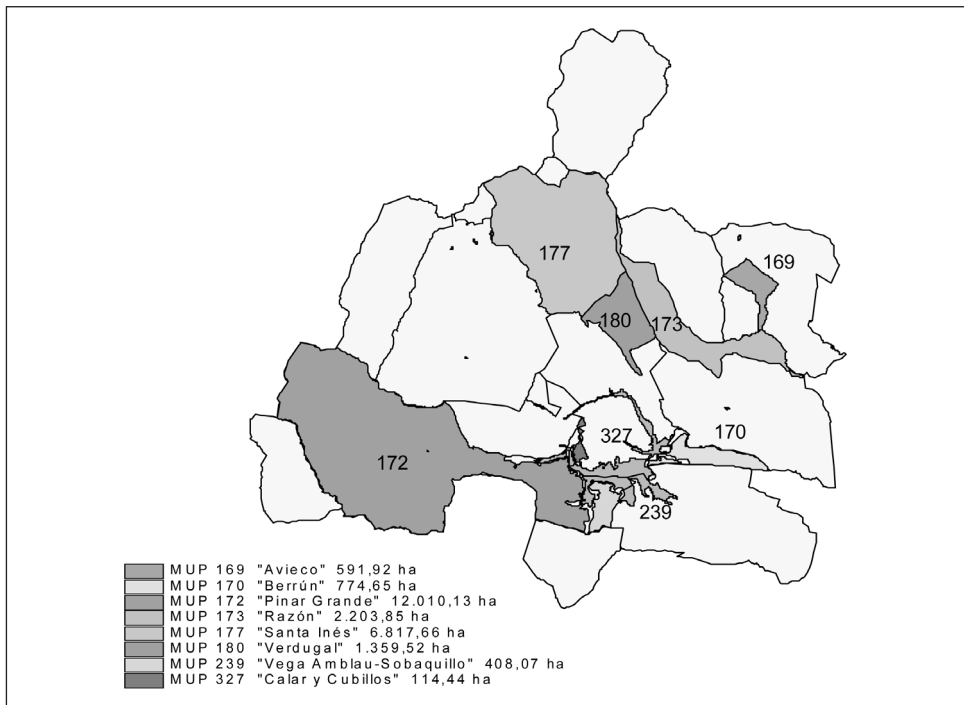 177
169
180
173
170
327
172
239
MUP 169 "Avieco" 591,92 ha
MUP 170 "Berrún" 774,65 ha
MUP 172 "Pinar Grande" 12.010,13 ha
MUP 173 "Razón" 2.203,85 ha
MUP 177 "Santa Inés" 6.817,66 ha
MUP 180 "Verdugal" 1.359,52 ha
MUP 239 "Vega Amblau-Sobaquillo" 408,07 ha
MUP 327 "Calar y Cubillos" 114,44 ha